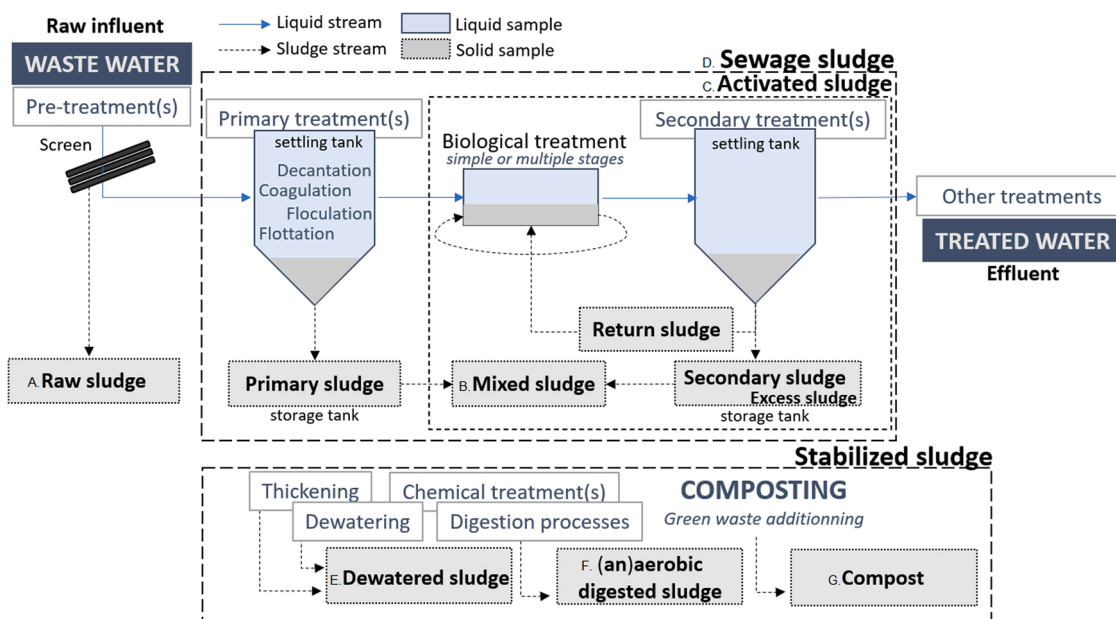 Raw influent
WASTE WATER
Pre-treatment(s)
Screen
A. Raw sludge
Liquid stream
Sludge stream
Liquid sample
Solid sample
D. Sewage sludge
C. Activated sludge
Primary treatment(s)
settling tank
Decantation
Coagulation
Floculation
Flottation
Primary sludge
storage tank
Biological treatment
simple or multiple stages
Return sludge
B. Mixed sludge
Secondary treatment(s)
settling tank
Secondary sludge
Excess sludge
storage tank
Other treatments
TREATED WATER
Effluent
Stabilized sludge
Thickening
Dewatering
Chemical treatment(s)
Digestion processes
COMPOSTING
Green waste additionning
E. Dewatered sludge
F. (an)aerobic
digested sludge
G. Compost